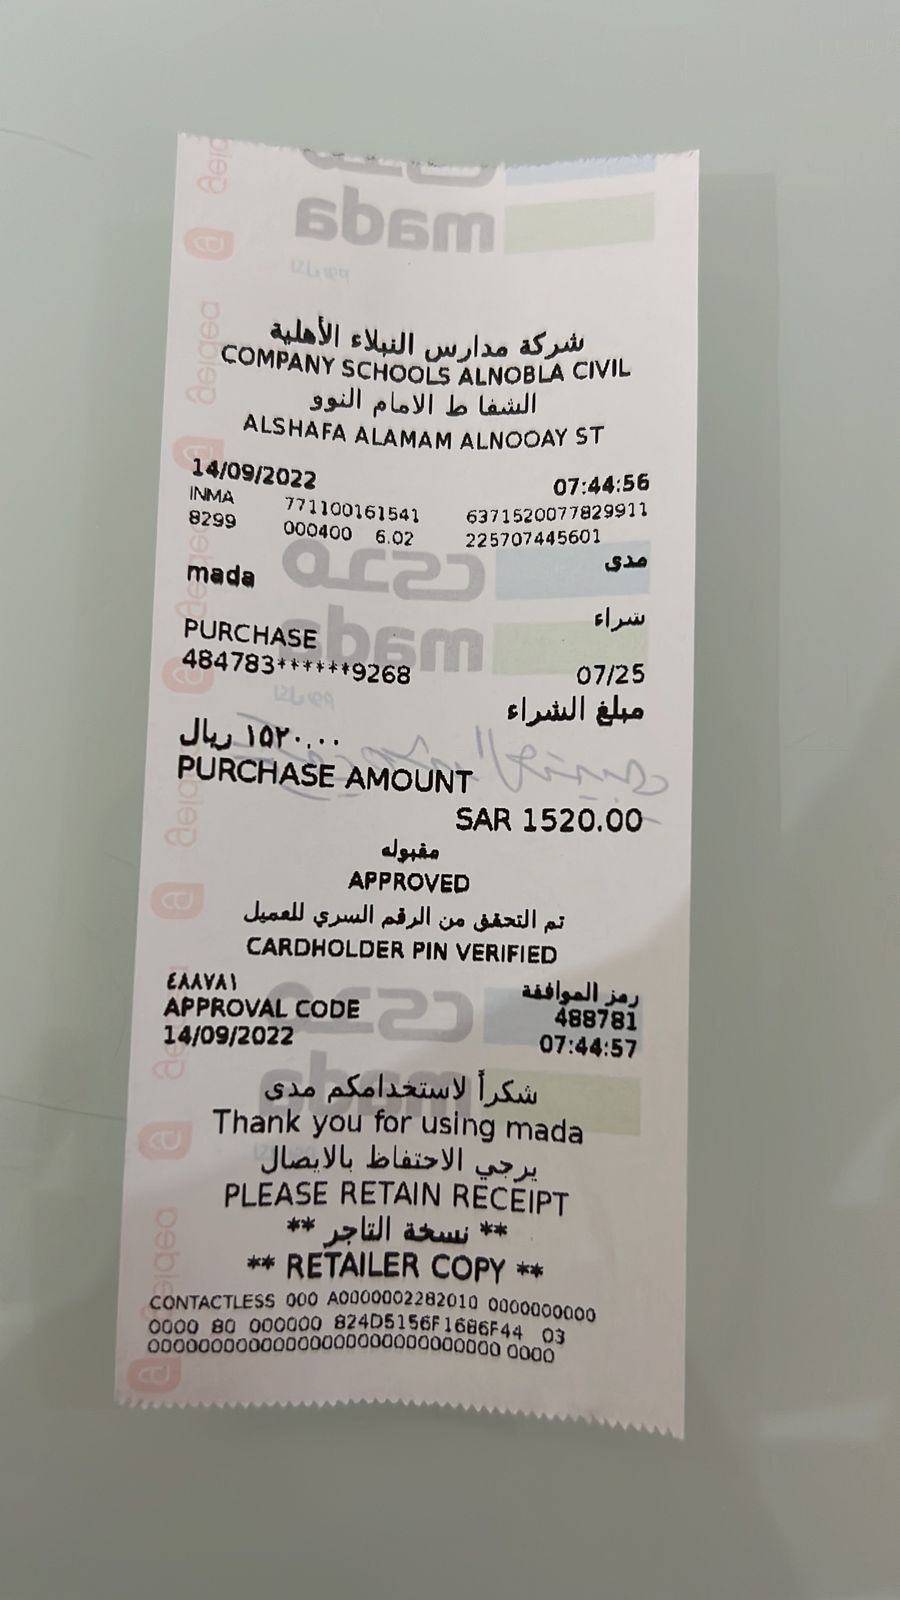 mada
شركة مدارس النبلاء الأهلية
COMPANY SCHOOLS ALNOBLA CIVIL
الشفا ط الامام النوو
ALSHAFA ALAMAM ALNOOAY ST
14/09/2022 07:44:56
INMA 771100161541 6371520077829911
8299 000400 6.02 225707445601
mada مدى
PURCHASE شراء
484783******9268 07/25
مبلغ الشراء
١٥٢٠.٠٠ ريال
PURCHASE AMOUNT
SAR 1520.00
مقبوله
APPROVED
تم التحقق من الرقم السري للعميل
CARDHOLDER PIN VERIFIED
٤٨٨٧٨١ رمز الموافقة
APPROVAL CODE 488781
14/09/2022 07:44:57
شكراً لاستخدامكم مدى
Thank you for using mada
يرجي الاحتفاظ بالايصال
PLEASE RETAIN RECEIPT
** نسخة التاجر **
** RETAILER COPY **
CONTACTLESS 000 A0000002282010 0000000000
0000 80 000000 824D5156F1686F44 03
00000000000000000000000000000000 0000